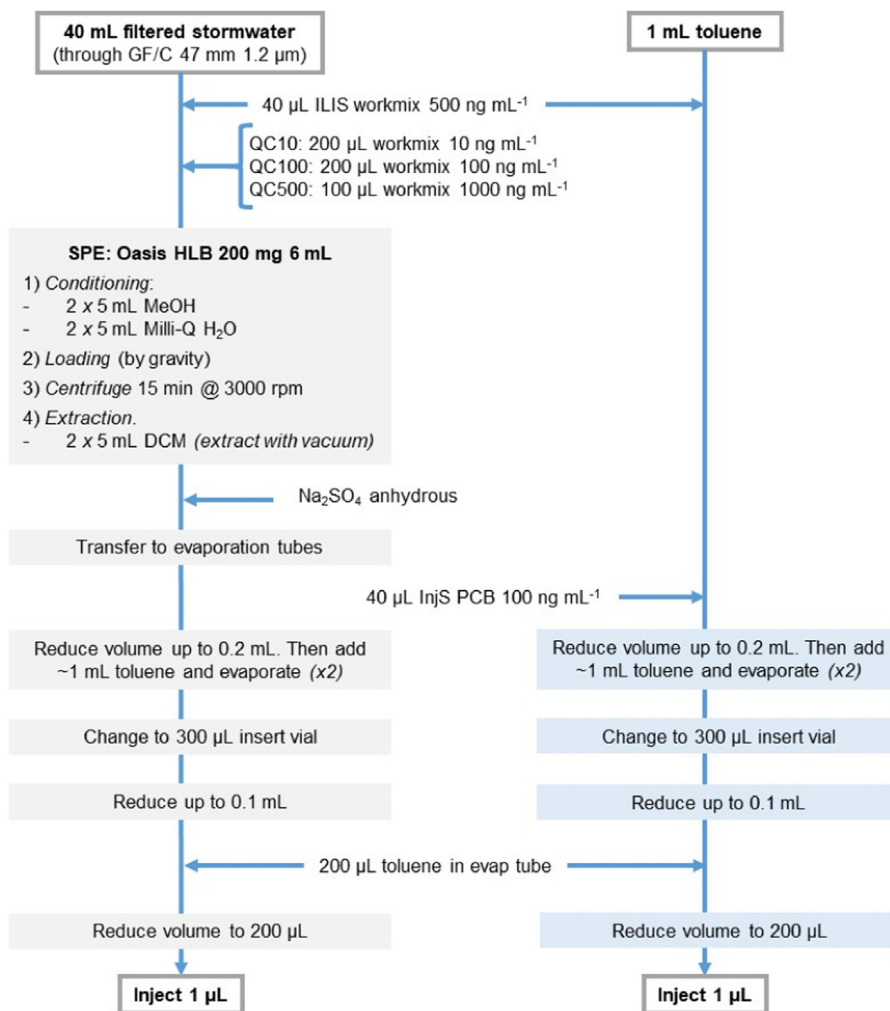 40 mL filtered stormwater
(through GF/C 47 mm 1.2 µm)
1 mL toluene
40 µL ILIS workmix 500 ng mL⁻¹
QC10: 200 µL workmix 10 ng mL⁻¹
QC100: 200 µL workmix 100 ng mL⁻¹
QC500: 100 µL workmix 1000 ng mL⁻¹
SPE: Oasis HLB 200 mg 6 mL
1) Conditioning:
- 2 x 5 mL MeOH
- 2 x 5 mL Milli-Q H₂O
2) Loading (by gravity)
3) Centrifuge 15 min @ 3000 rpm
4) Extraction.
- 2 x 5 mL DCM (extract with vacuum)
Na₂SO₄ anhydrous
Transfer to evaporation tubes
40 µL InjS PCB 100 ng mL⁻¹
Reduce volume up to 0.2 mL. Then add
~1 mL toluene and evaporate (x2)
Reduce volume up to 0.2 mL. Then add
~1 mL toluene and evaporate (x2)
Change to 300 µL insert vial
Change to 300 µL insert vial
Reduce up to 0.1 mL
Reduce up to 0.1 mL
200 µL toluene in evap tube
Reduce volume to 200 µL
Reduce volume to 200 µL
Inject 1 µL
Inject 1 µL